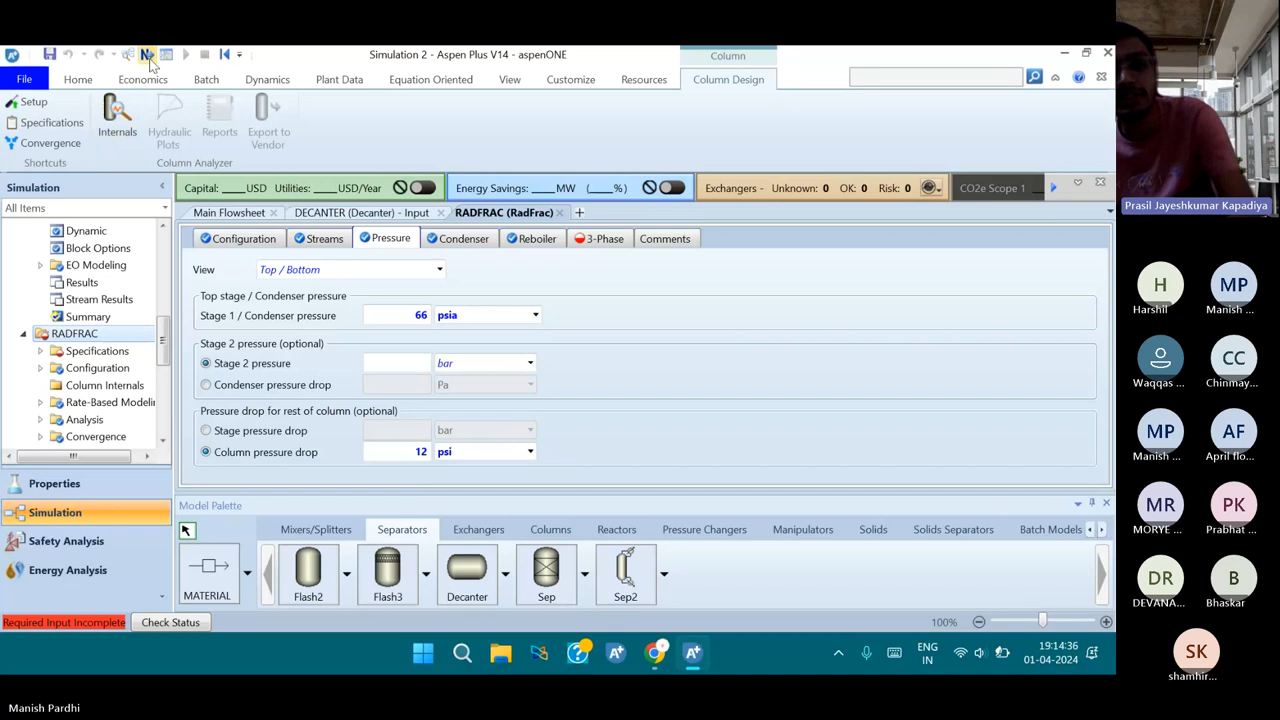 Simulation 2 - Aspen Plus V14 - aspenONE
Column
File
Home
Economics
Batch
Dynamics
Plant Data
Equation Oriented
View
Customize
Resources
Column Design
Setup
Specifications
Convergence
Shortcuts
Internals
Hydraulic
Plots
Reports
Export to
Vendor
Column Analyzer
Simulation
Capital: ____USD Utilities: ____USD/Year
Energy Savings: ____MW (____%)
Exchangers - Unknown: 0 OK: 0 Risk: 0
CO2e Scope 1
All Items
Main Flowsheet
DECANTER (Decanter) - Input
RADFRAC (RadFrac)
Dynamic
Block Options
EO Modeling
Results
Stream Results
Summary
RADFRAC
Specifications
Configuration
Column Internals
Rate-Based Modelin
Analysis
Convergence
Configuration
Streams
Pressure
Condenser
Reboiler
3-Phase
Comments
View Top / Bottom
Top stage / Condenser pressure
Stage 1 / Condenser pressure 66 psia
Stage 2 pressure (optional)
Stage 2 pressure bar
Condenser pressure drop Pa
Pressure drop for rest of column (optional)
Stage pressure drop bar
Column pressure drop 12 psi
Properties
Simulation
Safety Analysis
Energy Analysis
Model Palette
Mixers/Splitters
Separators
Exchangers
Columns
Reactors
Pressure Changers
Manipulators
Solids
Solids Separators
Batch Models
MATERIAL
Flash2
Flash3
Decanter
Sep
Sep2
Required Input Incomplete
Check Status
100%
ENG
IN
19:14:36
01-04-2024
Prasil Jayeshkumar Kapadiya
H
Harshil
MP
Manish ...
Waqqas ...
CC
Chinmay...
MP
Manish ...
AF
April flo...
MR
MORYE ...
PK
Prabhat ...
DR
DEVANA...
B
Bhaskar
SK
shamhir...
Manish Pardhi